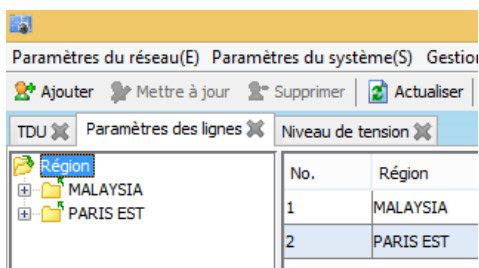 Paramètres du réseau(E) Paramètres du système(S) Gestion
Ajouter Mettre à jour Supprimer Actualiser
TDU Paramètres des lignes Niveau de tension
Région
MALAYSIA
PARIS EST
No. Région
1 MALAYSIA
2 PARIS EST